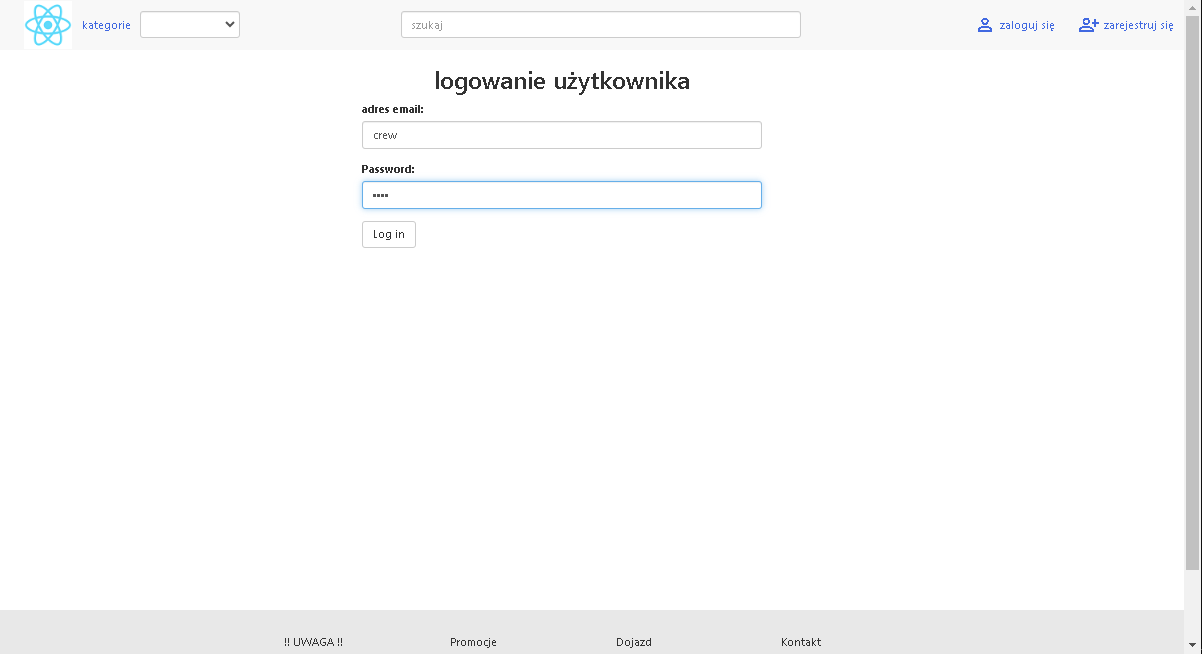 kategorie szukaj zaloguj się zarejestruj się
logowanie użytkownika
adres email:
crew
Password:
••••
Log in
!! UWAGA !! Promocje Dojazd Kontakt